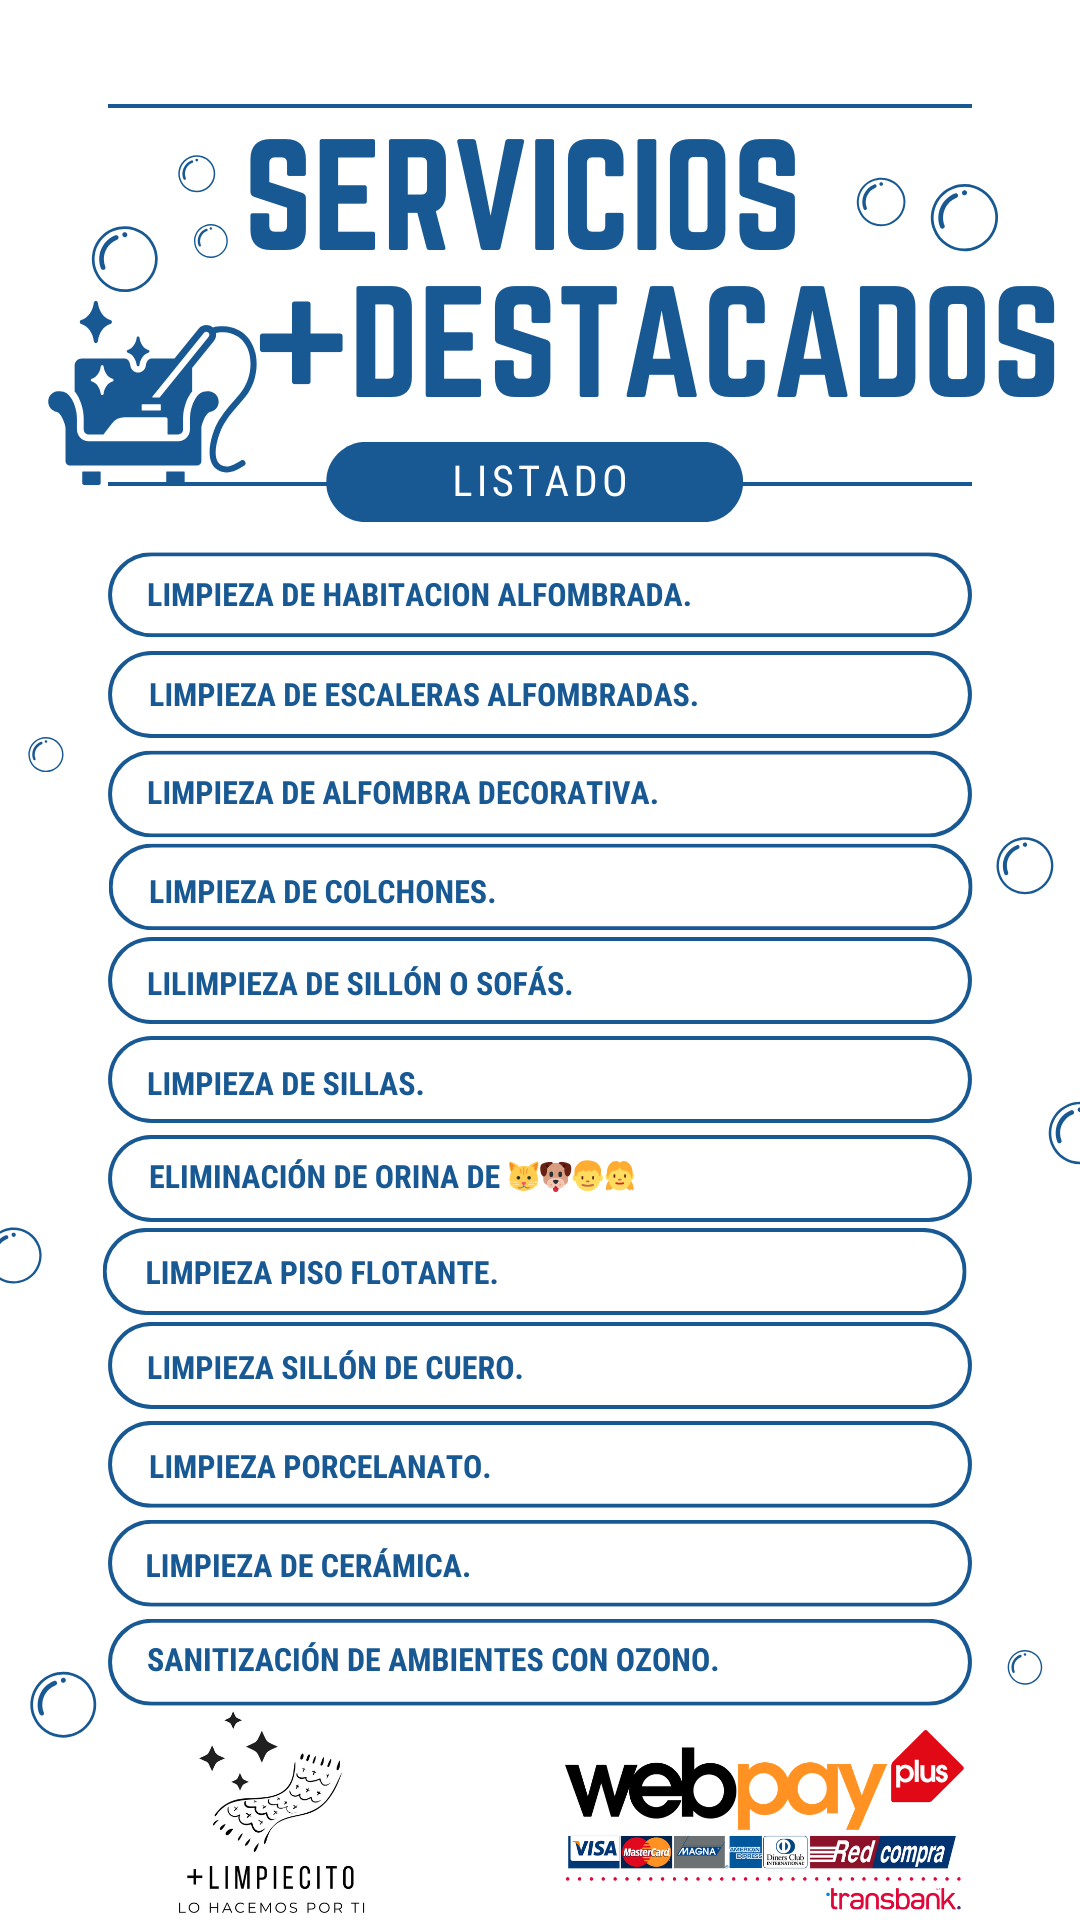 SERVICIOS
+DESTACADOS
LISTADO
LIMPIEZA DE HABITACION ALFOMBRADA.
LIMPIEZA DE ESCALERAS ALFOMBRADAS.
LIMPIEZA DE ALFOMBRA DECORATIVA.
LIMPIEZA DE COLCHONES.
LILIMPIEZA DE SILLÓN O SOFÁS.
LIMPIEZA DE SILLAS.
ELIMINACIÓN DE ORINA DE 🐱🐶👨👩
LIMPIEZA PISO FLOTANTE.
LIMPIEZA SILLÓN DE CUERO.
LIMPIEZA PORCELANATO.
LIMPIEZA DE CERÁMICA.
SANITIZACIÓN DE AMBIENTES CON OZONO.
+LIMPIECITO
LO HACEMOS POR TI
webpay plus
VISA MasterCard MAGNA AMERICAN EXPRESS Diners Club INTERNATIONAL Redcompra
transbank.